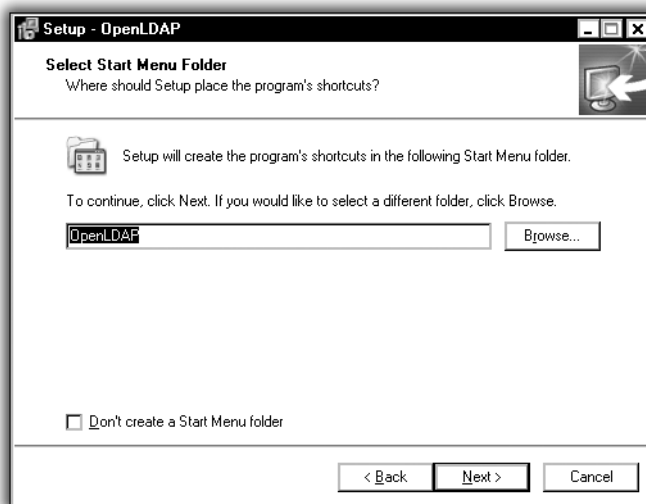 Setup - OpenLDAP
Select Start Menu Folder
Where should Setup place the program's shortcuts?
Setup will create the program's shortcuts in the following Start Menu folder.
To continue, click Next. If you would like to select a different folder, click Browse.
OpenLDAP
Browse...
Don't create a Start Menu folder
< Back
Next >
Cancel